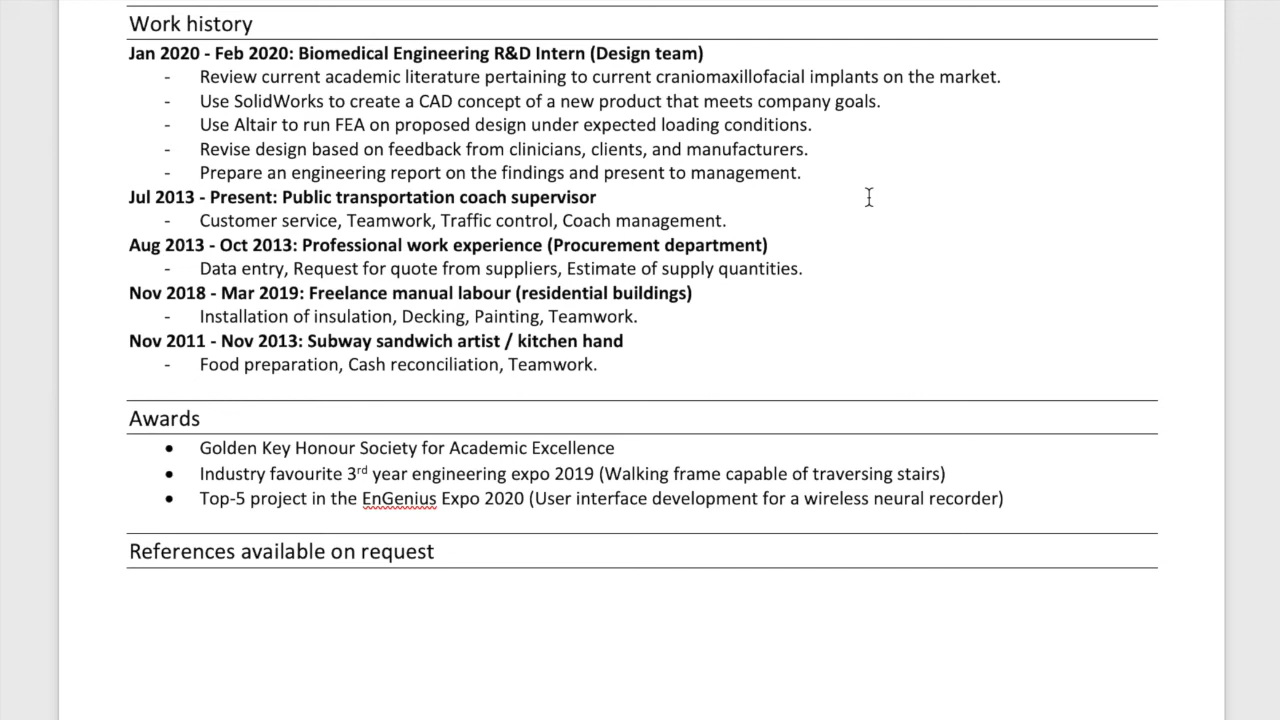 Work history
Jan 2020 - Feb 2020: Biomedical Engineering R&D Intern (Design team)
- Review current academic literature pertaining to current craniomaxillofacial implants on the market.
- Use SolidWorks to create a CAD concept of a new product that meets company goals.
- Use Altair to run FEA on proposed design under expected loading conditions.
- Revise design based on feedback from clinicians, clients, and manufacturers.
- Prepare an engineering report on the findings and present to management.
Jul 2013 - Present: Public transportation coach supervisor
- Customer service, Teamwork, Traffic control, Coach management.
Aug 2013 - Oct 2013: Professional work experience (Procurement department)
- Data entry, Request for quote from suppliers, Estimate of supply quantities.
Nov 2018 - Mar 2019: Freelance manual labour (residential buildings)
- Installation of insulation, Decking, Painting, Teamwork.
Nov 2011 - Nov 2013: Subway sandwich artist / kitchen hand
- Food preparation, Cash reconciliation, Teamwork.
Awards
• Golden Key Honour Society for Academic Excellence
• Industry favourite 3rd year engineering expo 2019 (Walking frame capable of traversing stairs)
• Top-5 project in the EnGenius Expo 2020 (User interface development for a wireless neural recorder)
References available on request